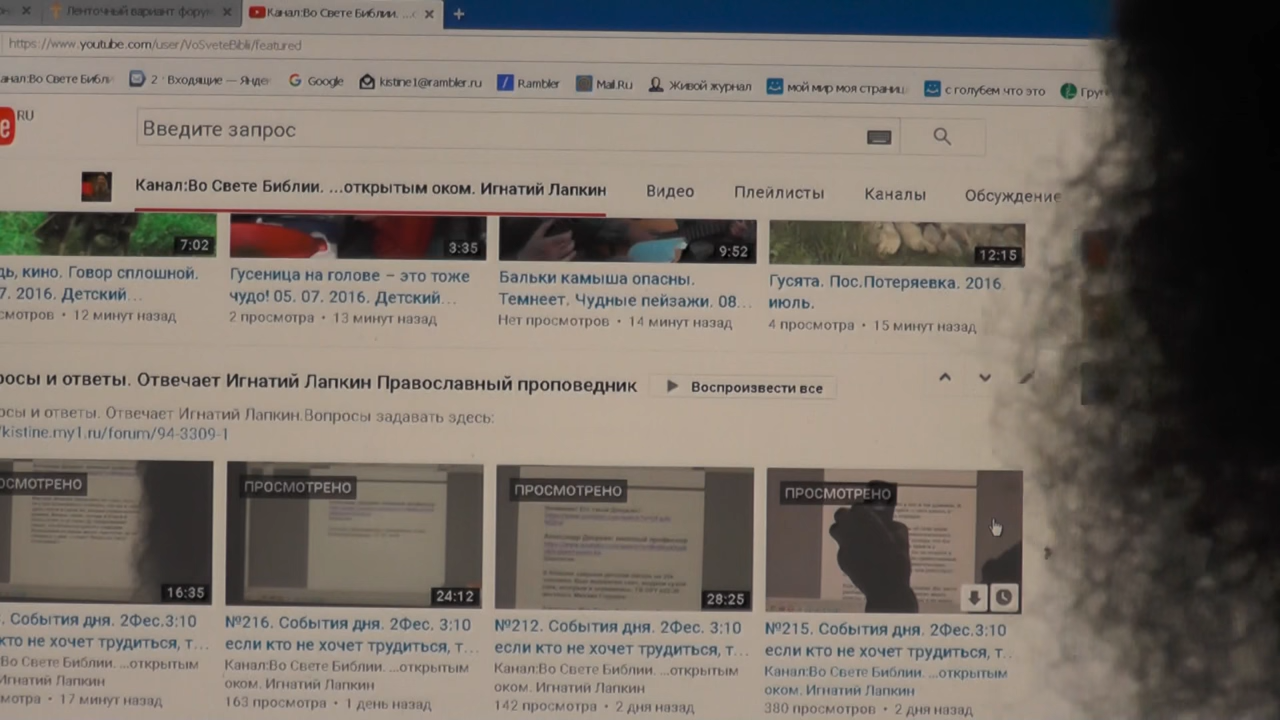 Ленточный вариант форум
Канал:Во Свете Библии. ...
https://www.youtube.com/user/VoSveteBibli/featured
анал:Во Свете Библ
2 · Входящие — Янде
Google
kistine1@rambler.ru
Rambler
Mail.Ru
Живой журнал
мой мир моя страниц
с голубем что это
Груп
RU
Введите запрос
Канал:Во Свете Библии. ...открытым оком. Игнатий Лапкин
Видео
Плейлисты
Каналы
Обсуждение
7:02
3:35
9:52
12:15
дь, кино. Говор сплошной.
7. 2016. Детский...
смотров • 12 минут назад
Гусеница на голове – это тоже
чудо! 05. 07. 2016. Детский...
2 просмотра • 13 минут назад
Бальки камыша опасны.
Темнеет. Чудные пейзажи. 08...
Нет просмотров • 14 минут назад
Гусята. Пос.Потеряевка. 2016.
июль.
4 просмотра • 15 минут назад
росы и ответы. Отвечает Игнатий Лапкин Православный проповедник
Воспроизвести все
осы и ответы. Отвечает Игнатий Лапкин.Вопросы задавать здесь:
/kistine.my1.ru/forum/94-3309-1
ОСМОТРЕНО
16:35
ПРОСМОТРЕНО
24:12
ПРОСМОТРЕНО
28:25
ПРОСМОТРЕНО
. События дня. 2Фес.3:10
кто не хочет трудиться, т...
Во Свете Библии. ...открытым
Игнатий Лапкин
мотра • 17 минут назад
№216. События дня. 2Фес. 3:10
если кто не хочет трудиться, т...
Канал:Во Свете Библии. ...открытым
оком. Игнатий Лапкин
163 просмотра • 1 день назад
№212. События дня. 2Фес. 3:10
если кто не хочет трудиться, т...
Канал:Во Свете Библии. ...открытым
оком. Игнатий Лапкин
142 просмотра • 2 дня назад
№215. События дня. 2Фес.3:10
если кто не хочет трудиться, т..
Канал:Во Свете Библии. ...открытым
оком. Игнатий Лапкин
380 просмотров • 2 дня назад